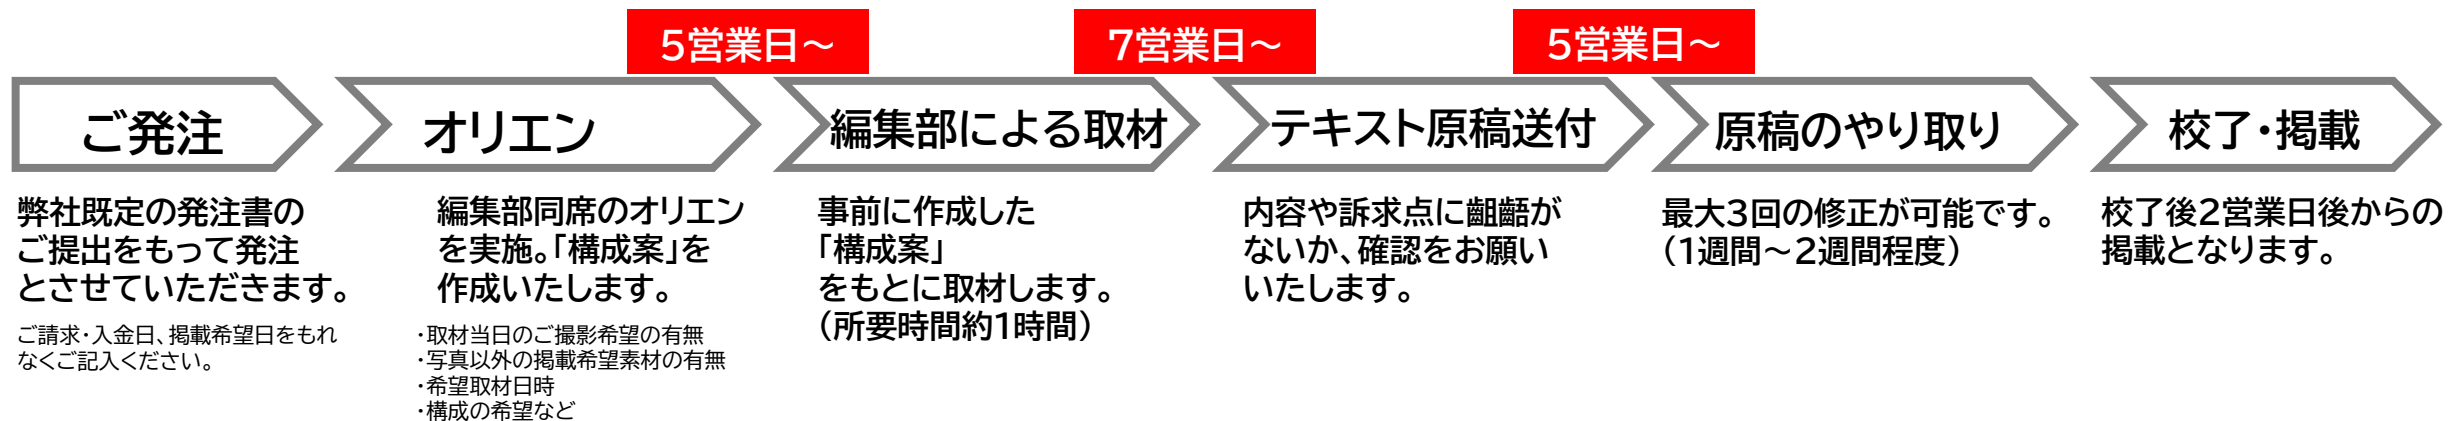 5営業日～
7営業日～
5営業日～
ご発注
オリエン
編集部による取材
テキスト原稿送付
原稿のやり取り
校了・掲載
弊社既定の発注書の
ご提出をもって発注
とさせていただきます。
ご請求・入金日、掲載希望日をもれ
なくご記入ください。
編集部同席のオリエン
を実施。「構成案」を
作成いたします。
・取材当日のご撮影希望の有無
・写真以外の掲載希望素材の有無
・希望取材日時
・構成の希望など
事前に作成した
「構成案」
をもとに取材します。
（所要時間約1時間）
内容や訴求点に齟齬が
ないか、確認をお願い
いたします。
最大3回の修正が可能です。
（1週間～2週間程度）
校了後2営業日後からの
掲載となります。